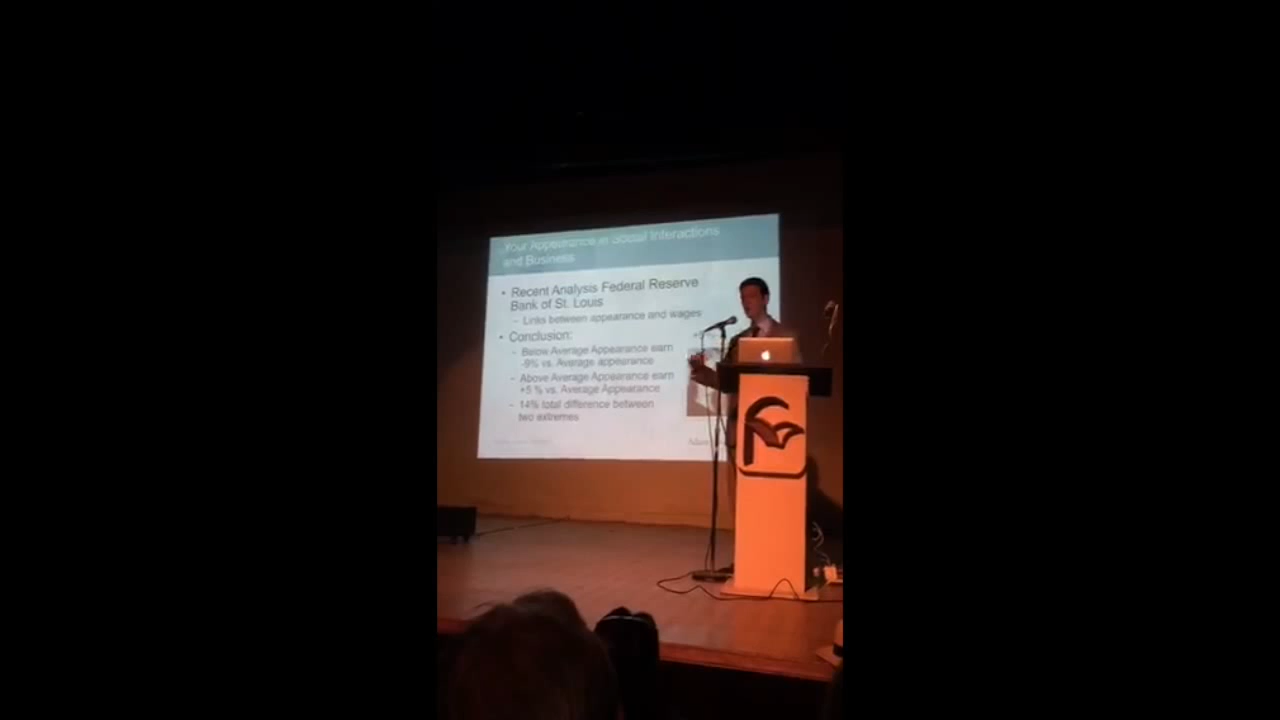 Your Appearance in Social Interactions
and Business
• Recent Analysis Federal Reserve
Bank of St. Louis
– Links between appearance and wages
• Conclusion:
– Below Average Appearance earn
-9% vs. Average appearance
– Above Average Appearance earn
+5 % vs. Average Appearance
– 14% total difference between
two extremes
Adam